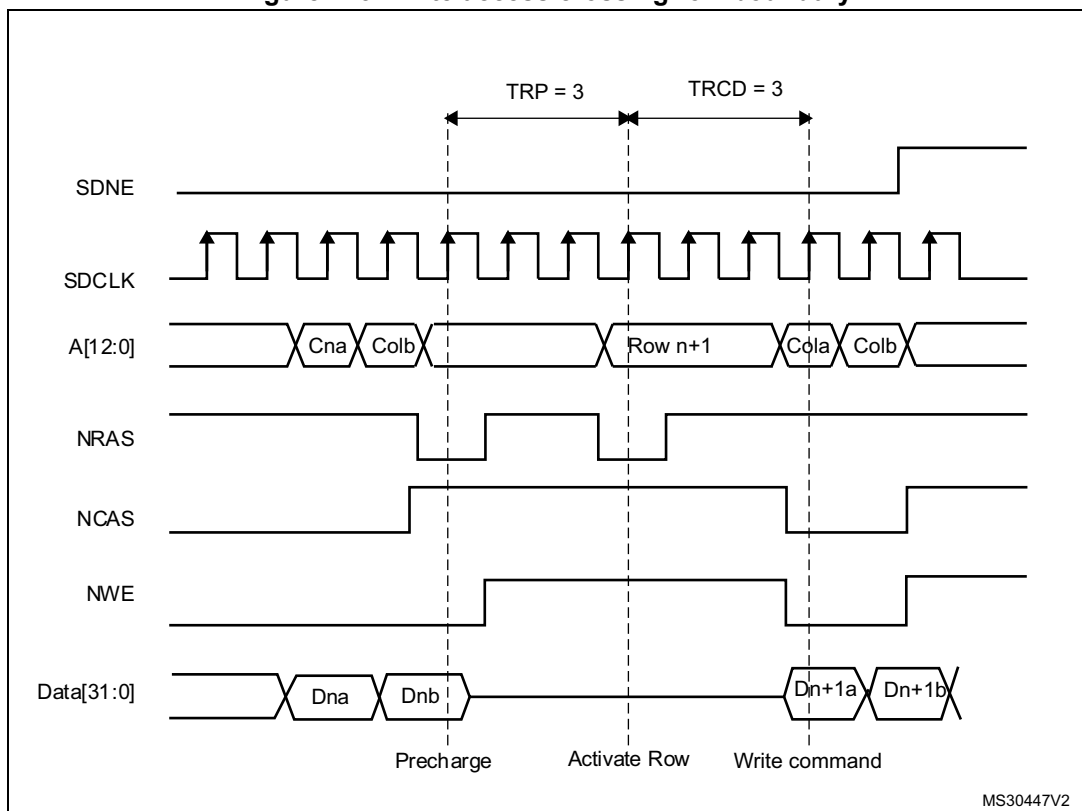 TRP = 3
TRCD = 3
SDNE
SDCLK
A[12:0]
Cna
Colb
Row n+1
Cola
Colb
NRAS
NCAS
NWE
Data[31:0]
Dna
Dnb
Dn+1a
Dn+1b
Precharge
Activate Row
Write command
MS30447V2